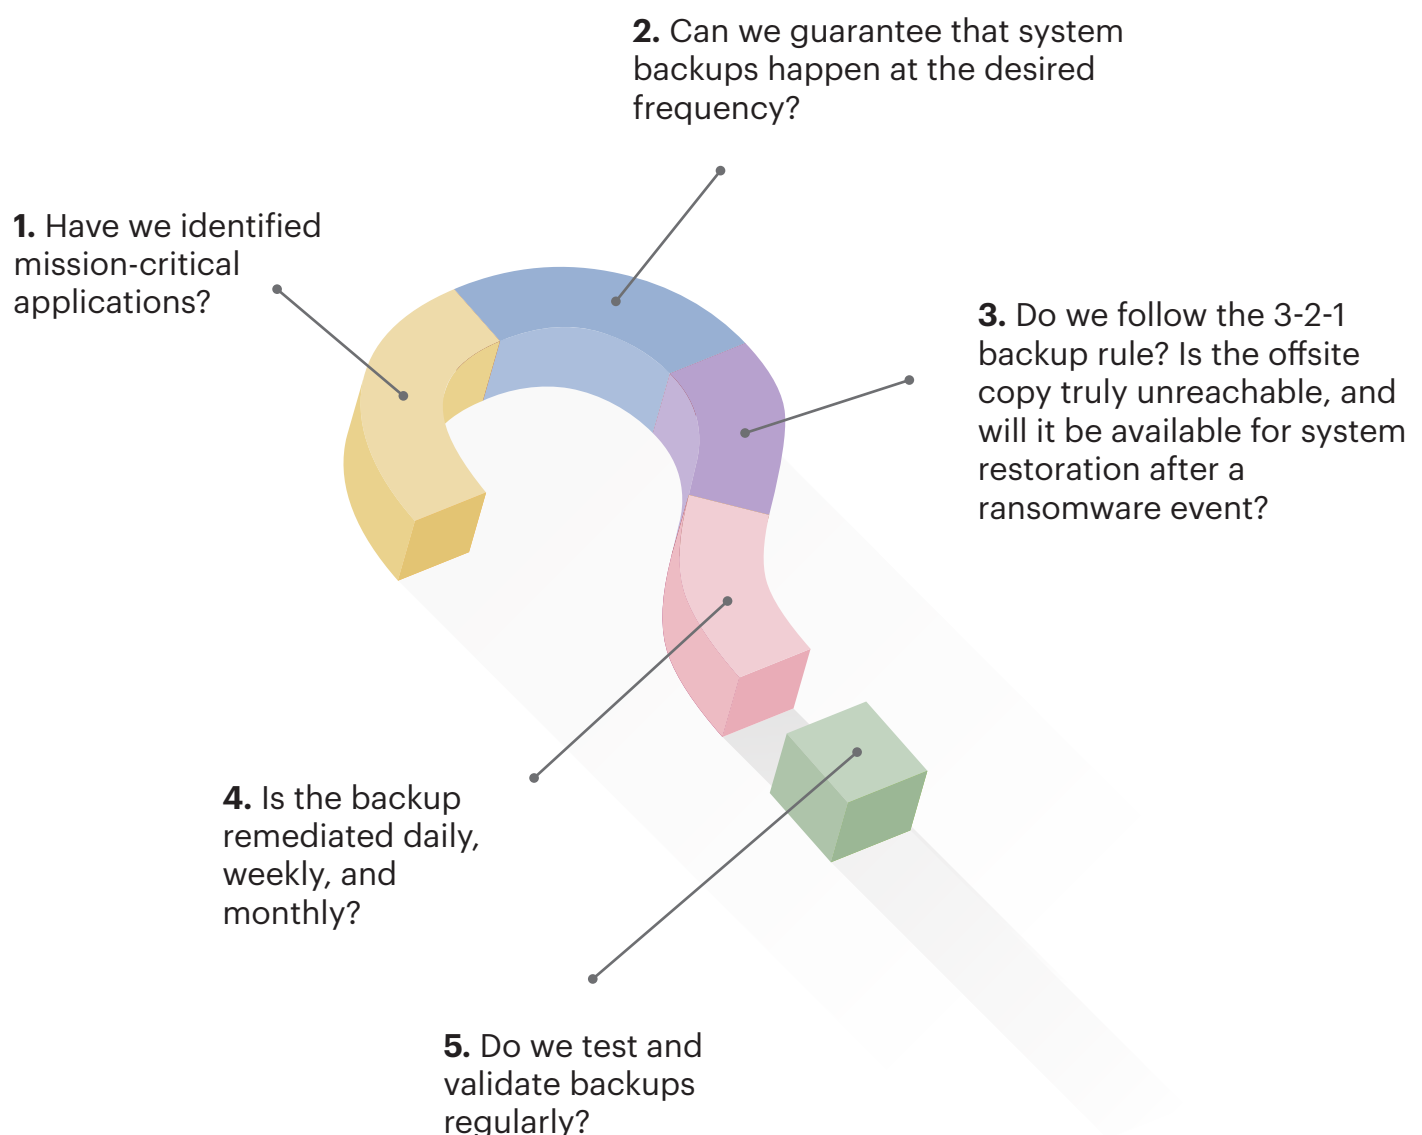 2. Can we guarantee that system
backups happen at the desired
frequency?
1. Have we identified
mission-critical
applications?
3. Do we follow the 3-2-1
backup rule? Is the offsite
copy truly unreachable, and
will it be available for system
restoration after a
ransomware event?
4. Is the backup
remediated daily,
weekly, and
monthly?
5. Do we test and
validate backups
regularly?